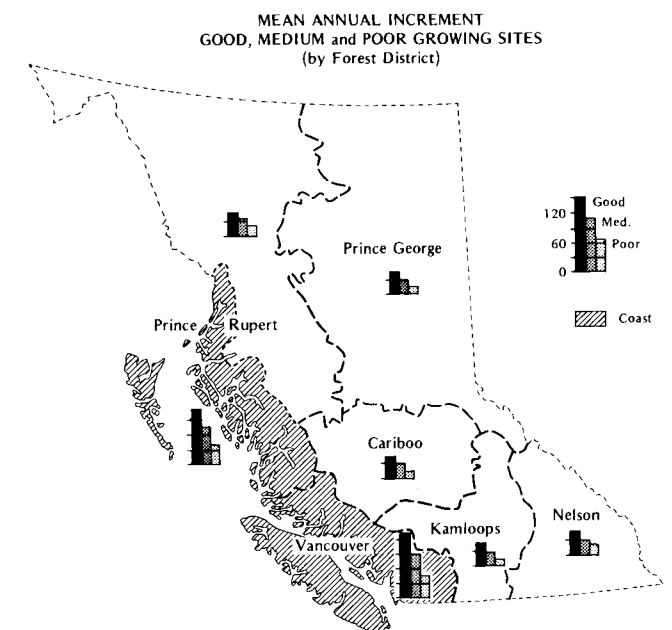 MEAN ANNUAL INCREMENT
GOOD, MEDIUM and POOR GROWING SITES
(by Forest District)
Good
120
Med.
60
Poor
0
Prince George
Coast
Prince Rupert
Cariboo
Kamloops
Nelson
Vancouver